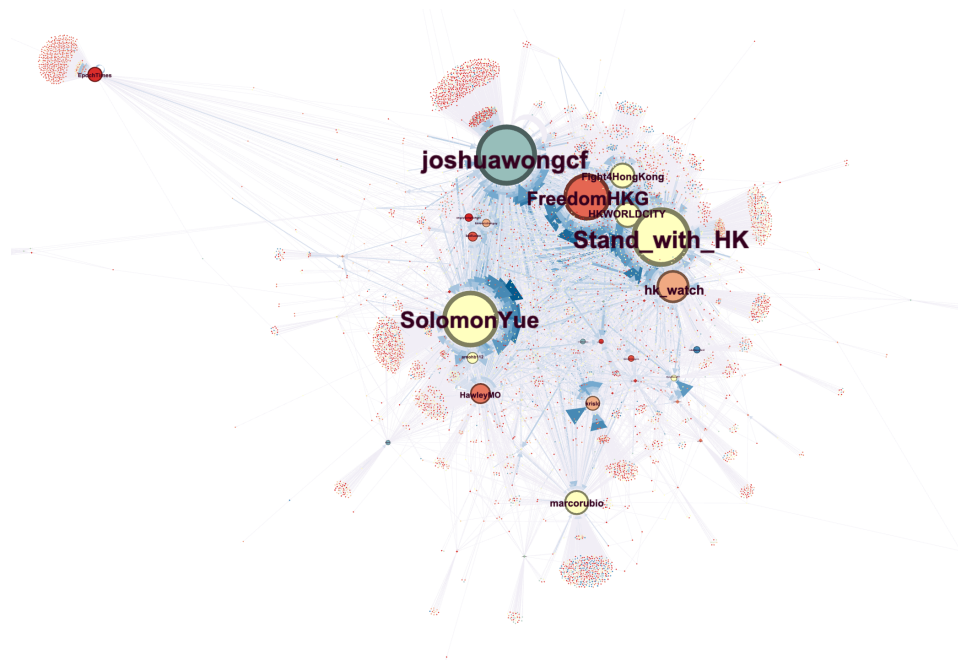 EpochTimes
joshuawongcf
Fight4HongKong
FreedomHKG
HKWORLDCITY
Stand_with_HK
hk_watch
SolomonYue
HawleyMO
marcorubio